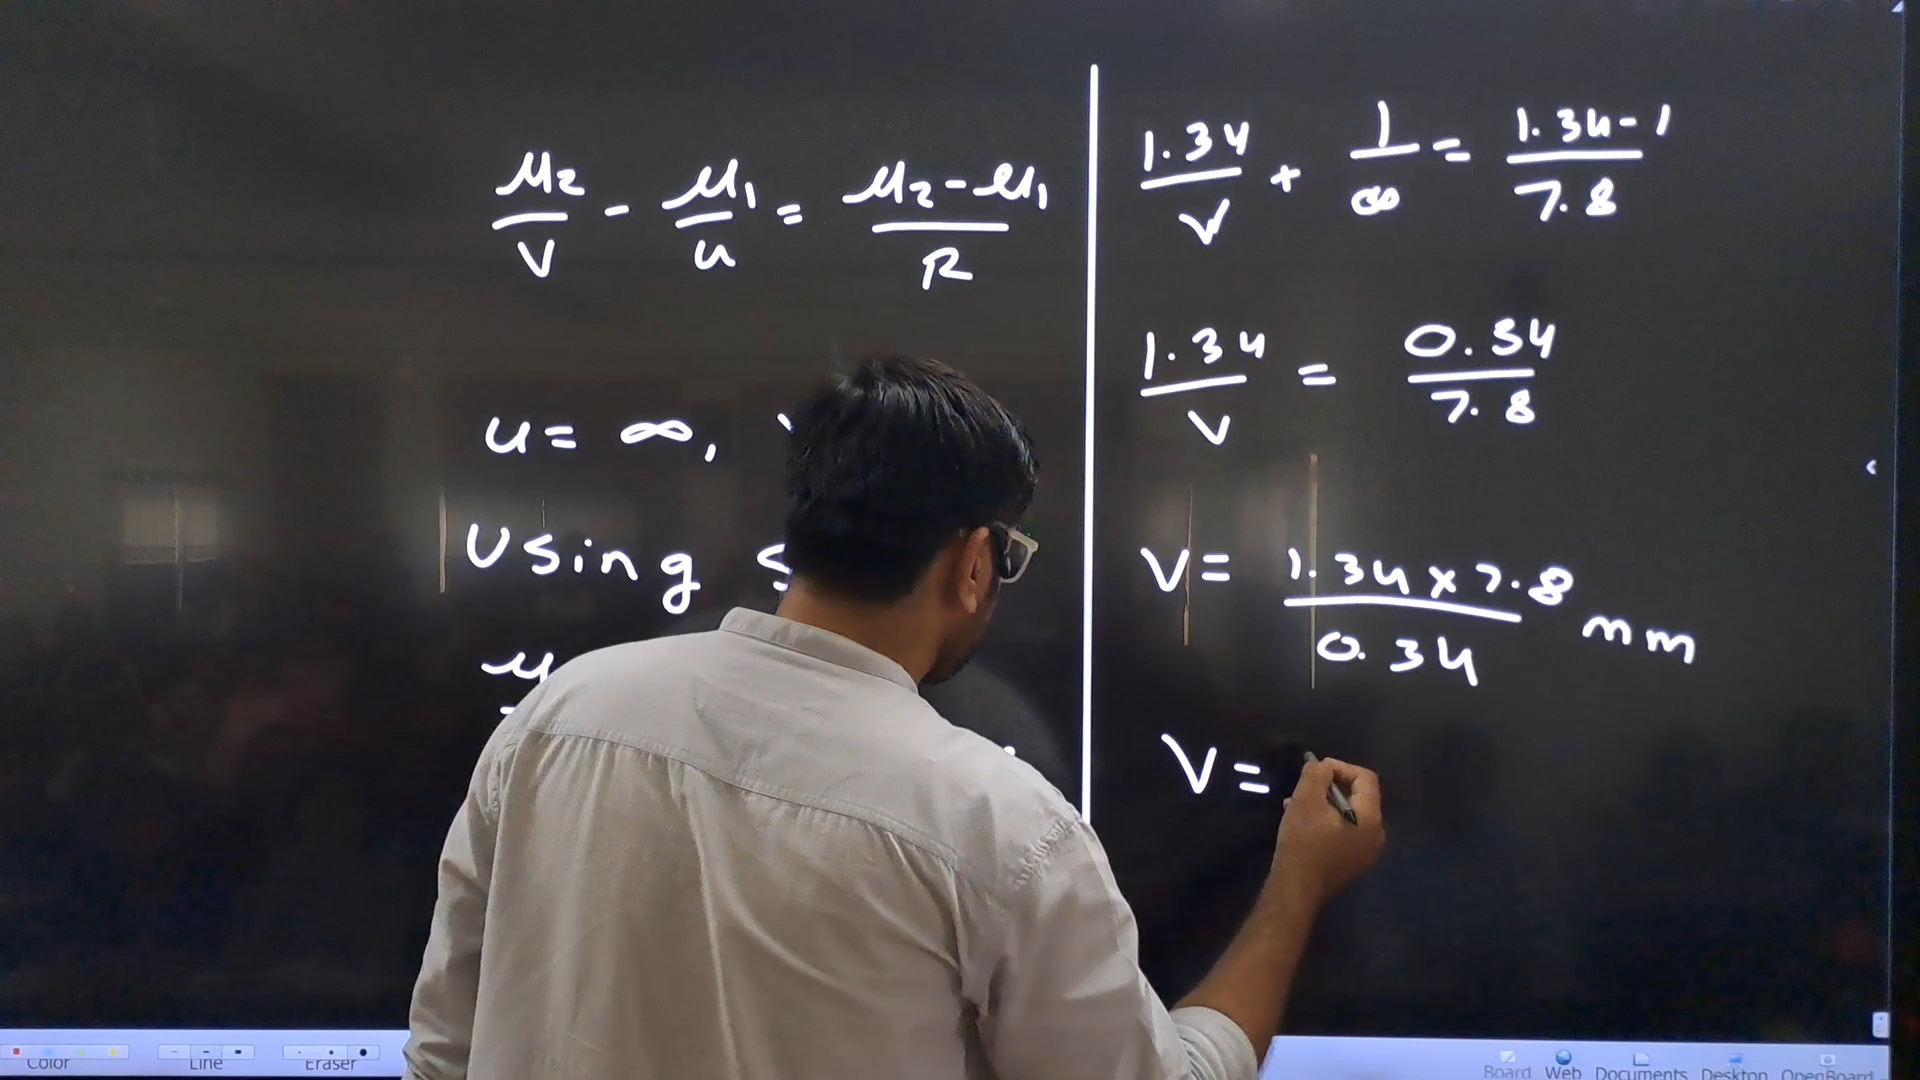 μ₂/v - μ₁/u = μ₂-μ₁/R
u = ∞,
Using
μ
1.34/v + 1/∞ = 1.34-1/7.8
1.34/v = 0.34/7.8
v = 1.34×7.8/0.34 mm
v =
Color Line Eraser Board Web Documents Desktop OpenBoard